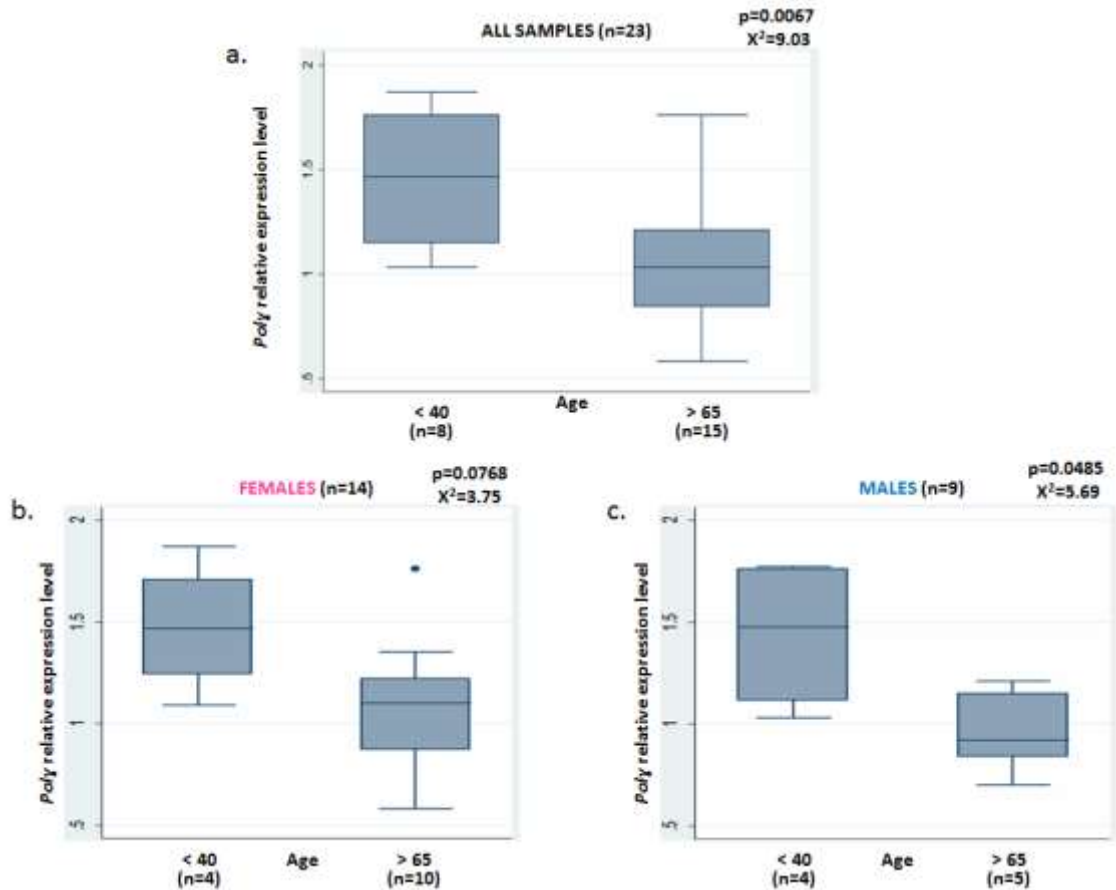 ALL SAMPLES (n=23)
p=0.0067
X²=9.03
a.
Polγ relative expression level
2
1.5
1
.5
Age
< 40
(n=8)
> 65
(n=15)
FEMALES (n=14)
p=0.0768
X²=3.75
b.
Polγ relative expression level
2
1.5
1
.5
< 40
(n=4)
Age
> 65
(n=10)
MALES (n=9)
p=0.0485
X²=5.69
c.
Polγ relative expression level
2
1.5
1
.5
< 40
(n=4)
Age
> 65
(n=5)